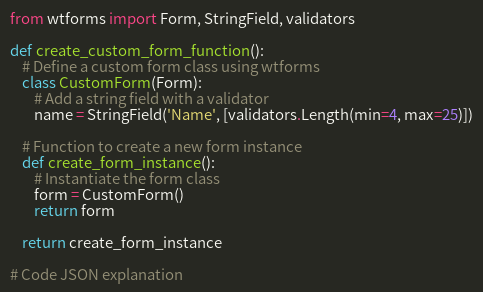 from wtforms import Form, StringField, validators

def create_custom_form_function():
    # Define a custom form class using wtforms
    class CustomForm(Form):
        # Add a string field with a validator
        name = StringField('Name', [validators.Length(min=4, max=25)])

    # Function to create a new form instance
    def create_form_instance():
        # Instantiate the form class
        form = CustomForm()
        return form

    return create_form_instance

# Code JSON explanation